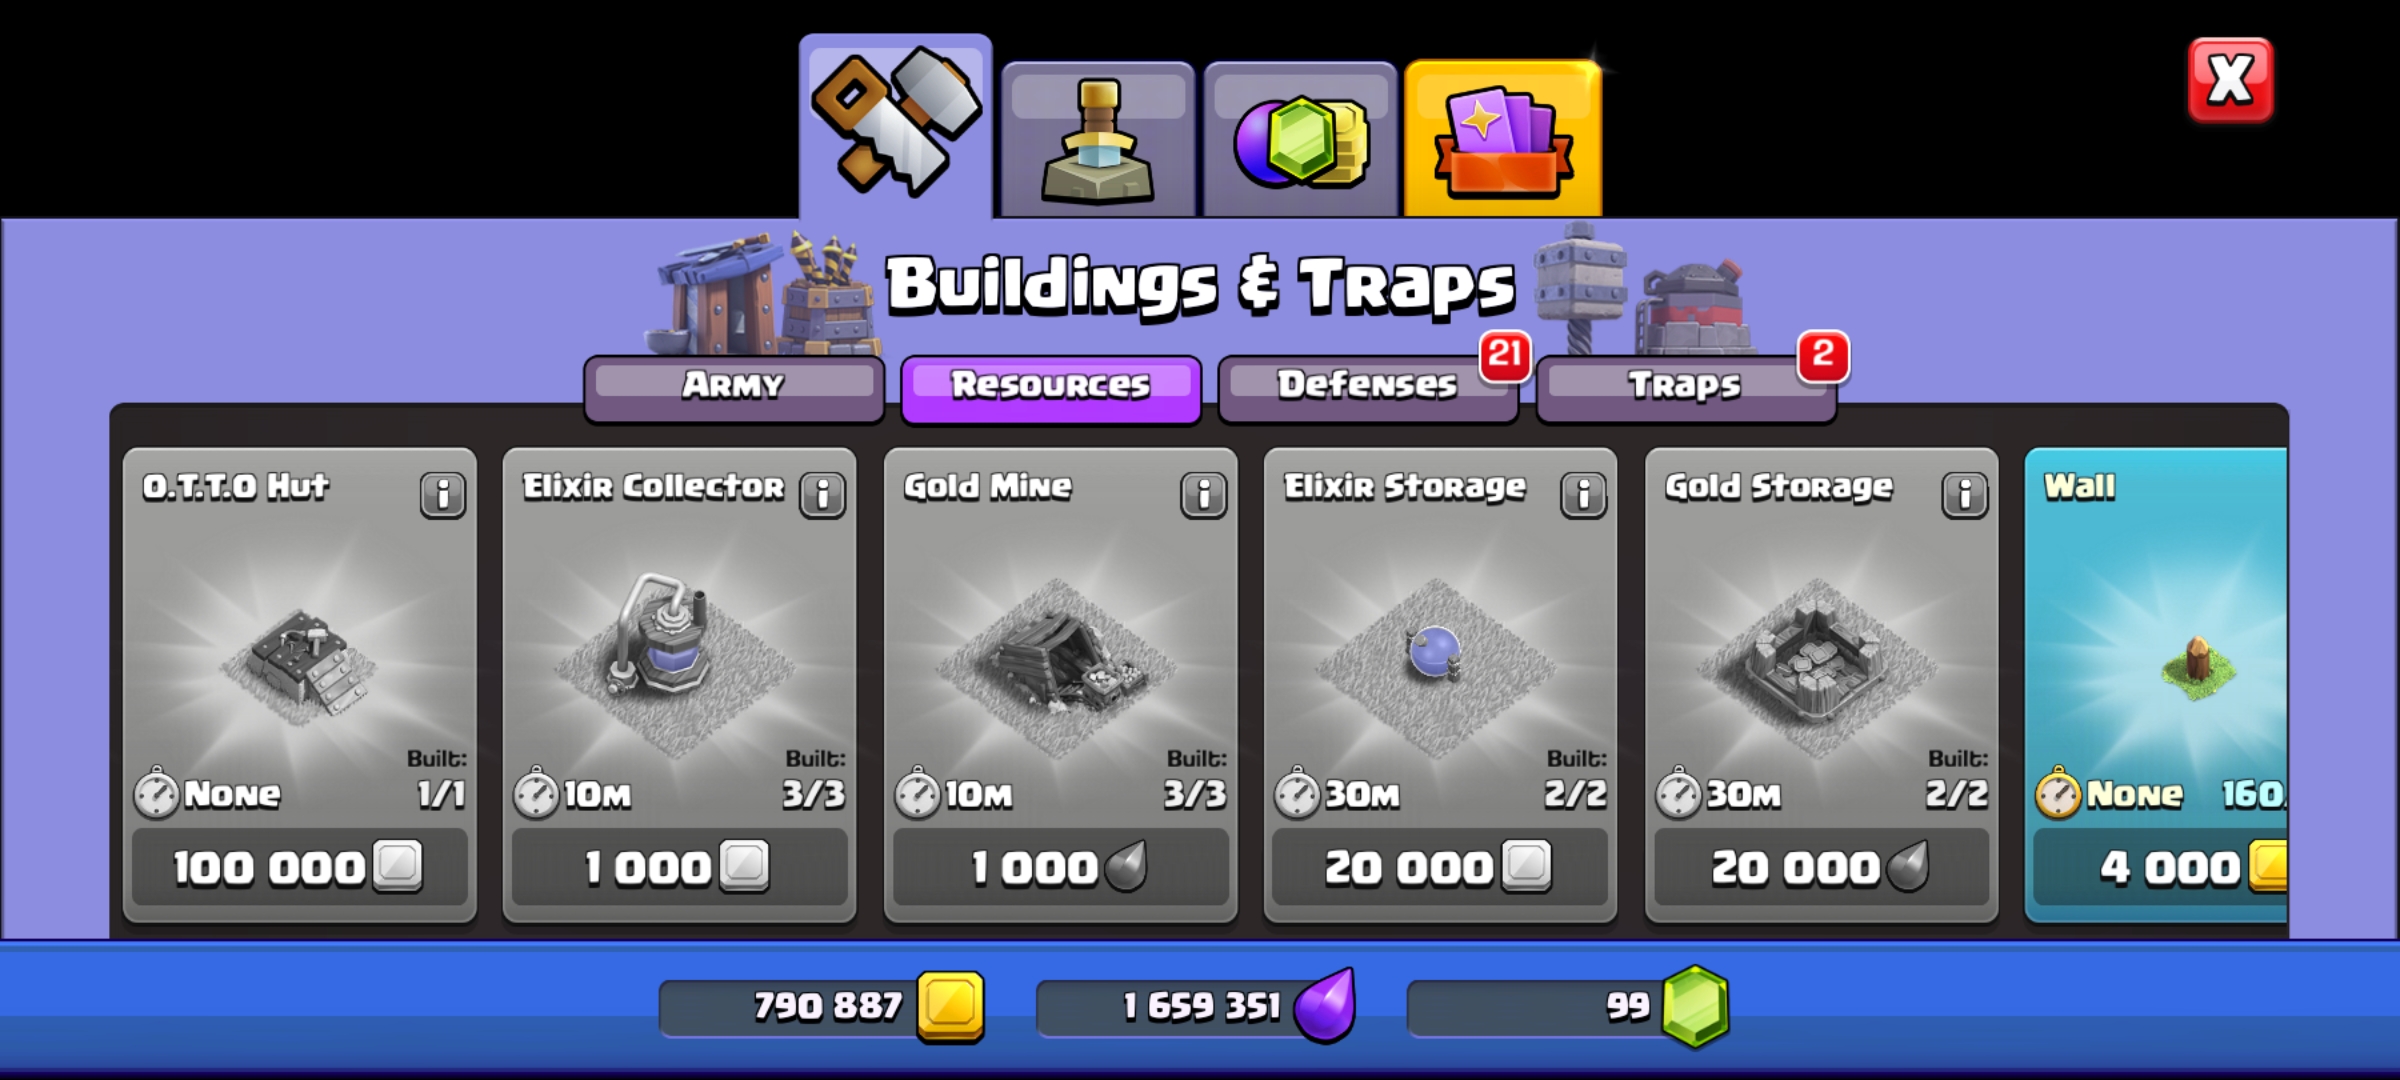 X
Buildings & Traps
21
2
Army
Resources
Defenses
Traps
O.T.T.O Hut
i
Elixir Collector
i
Gold Mine
i
Elixir Storage
i
Gold Storage
i
Wall
Built:
Built:
Built:
Built:
Built:
None
1/1
10m
3/3
10m
3/3
30m
2/2
30m
2/2
None
160
100 000
1 000
1 000
20 000
20 000
4 000
790 887
1 659 351
99